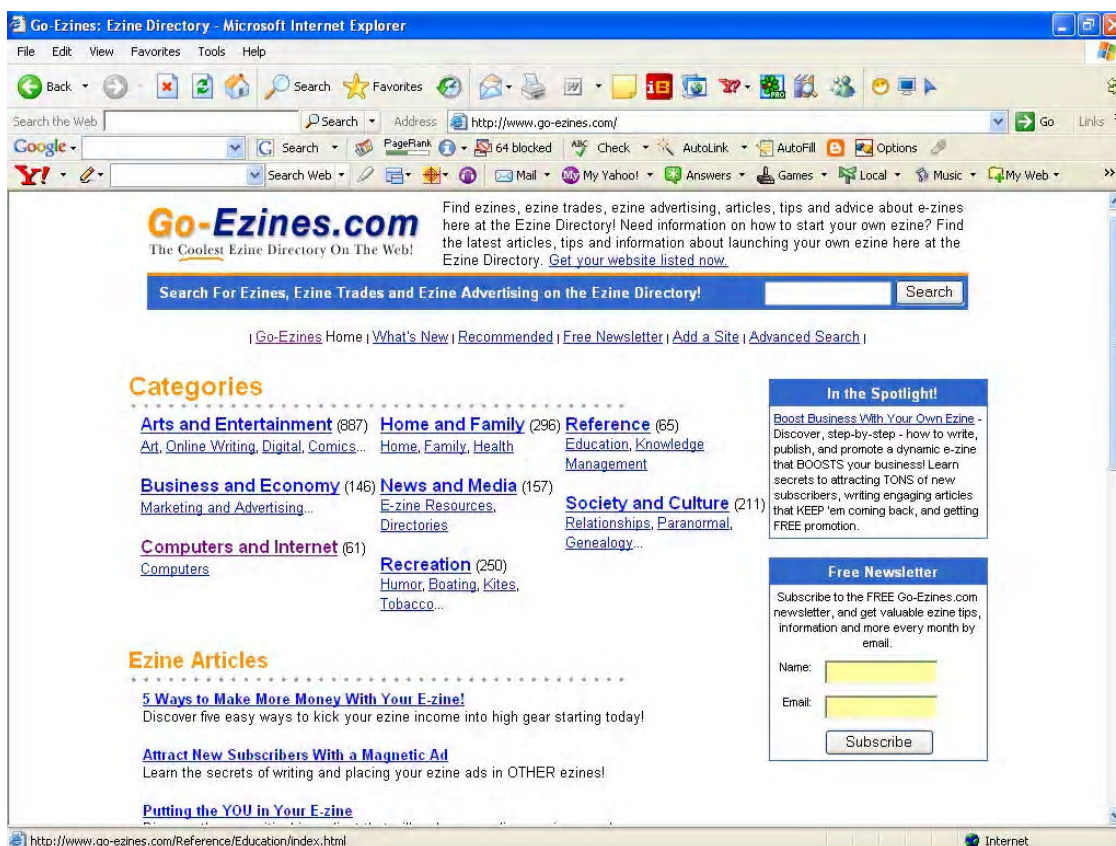 Go-Ezines: Ezine Directory - Microsoft Internet Explorer
File Edit View Favorites Tools Help
Back Search Favorites
Search the Web Search Address http://www.go-ezines.com/ Go Links
Google Search PageRank 64 blocked Check AutoLink AutoFill Options
Y! Search Web Mail My Yahoo! Answers Games Local Music My Web »
Go-Ezines.com
The Coolest Ezine Directory On The Web!
Find ezines, ezine trades, ezine advertising, articles, tips and advice about e-zines
here at the Ezine Directory! Need information on how to start your own ezine? Find
the latest articles, tips and information about launching your own ezine here at the
Ezine Directory. Get your website listed now.
Search For Ezines, Ezine Trades and Ezine Advertising on the Ezine Directory! Search
| Go-Ezines Home | What's New | Recommended | Free Newsletter | Add a Site | Advanced Search |
Categories
Arts and Entertainment (887)
Art, Online Writing, Digital, Comics...
Business and Economy (146)
Marketing and Advertising...
Computers and Internet (61)
Computers
Home and Family (296)
Home, Family, Health
News and Media (157)
E-zine Resources,
Directories
Recreation (250)
Humor, Boating, Kites,
Tobacco...
Reference (65)
Education, Knowledge
Management
Society and Culture (211)
Relationships, Paranormal,
Genealogy...
In the Spotlight!
Boost Business With Your Own Ezine -
Discover, step-by-step - how to write,
publish, and promote a dynamic e-zine
that BOOSTS your business! Learn
secrets to attracting TONS of new
subscribers, writing engaging articles
that KEEP 'em coming back, and getting
FREE promotion.
Free Newsletter
Subscribe to the FREE Go-Ezines.com
newsletter, and get valuable ezine tips,
information and more every month by
email.
Name:
Email:
Subscribe
Ezine Articles
5 Ways to Make More Money With Your E-zine!
Discover five easy ways to kick your ezine income into high gear starting today!
Attract New Subscribers With a Magnetic Ad
Learn the secrets of writing and placing your ezine ads in OTHER ezines!
Putting the YOU in Your E-zine
http://www.go-ezines.com/Reference/Education/index.html Internet